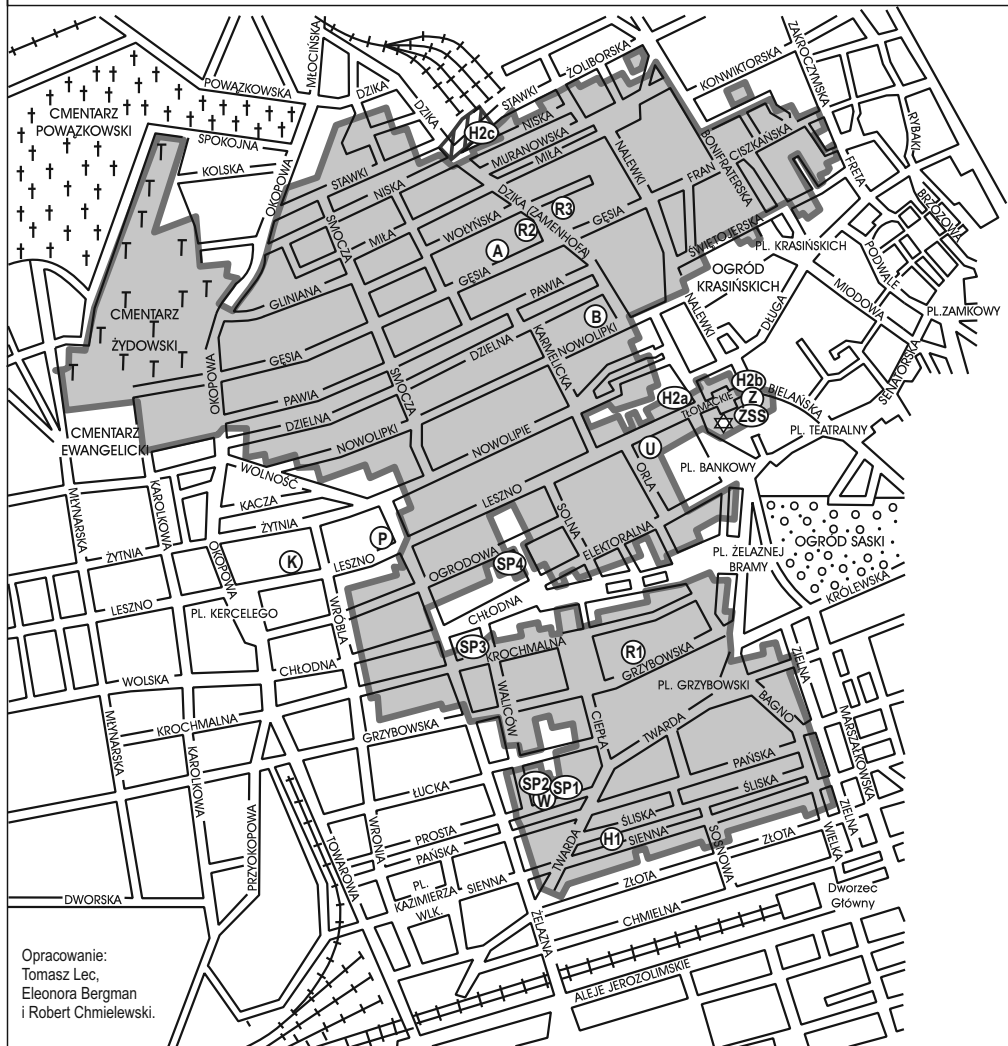 CMENTARZ
POWĄZKOWSKI
POWĄZKOWSKA
SPOKOJNA
KOLSKA
MŁOCIŃSKA
OKOPOWA
DZIKA
DZIKA
H2c
STAWKI
ŻOLIBORSKA
KONWIKTORSKA
ZAKROCZYMSKA
RYBAKI
STAWKI
NISKA
NISKA
MURANOWSKA
MIŁA
MIŁA
SMOCZA
WOŁYŃSKA
DZIKA (ZAMENHOFA)
NALEWKI
BONIFRATERSKA
FRAN
CISZKAŃSKA
FRETA
BRZOZOWA
R3
R2
A
GĘSIA
GĘSIA
GLINIANA
ŚWIĘTOJERSKA
PL. KRASIŃSKICH
OGRÓD
KRASIŃSKICH
PODWALE
MIODOWA
DŁUGA
PL.ZAMKOWY
SENATORSKA
CMENTARZ
ŻYDOWSKI
OKOPOWA
GĘSIA
PAWIA
PAWIA
DZIELNA
DZIELNA
KARMELICKA
B
NOWOLIPKI
NOWOLIPKI
NALEWKI
SMOCZA
NOWOLIPIE
H2a
TŁOMACKIE
H2b
Z
ZSS
BIELAŃSKA
PL. TEATRALNY
PL. BANKOWY
CMENTARZ
EWANGELICKI
WOLNOŚĆ
KACZA
ŻYTNIA
ŻYTNIA
LESZNO
LESZNO
LESZNO
U
ORLA
SOLNA
ELEKTORALNA
OGRODOWA
SP4
P
K
MŁYNARSKA
KAROLKOWA
OKOPOWA
PL. KERCELEGO
WRÓBLA
PL. ŻELAZNEJ
BRAMY
OGRÓD SASKI
KRÓLEWSKA
CHŁODNA
CHŁODNA
SP3
KROCHMALNA
KROCHMALNA
R1
GRZYBOWSKA
GRZYBOWSKA
PL. GRZYBOWSKI
WOLSKA
WALICÓW
CIEPŁA
TWARDA
BAGNO
ZIELNA
MARSZAŁKOWSKA
MŁYNARSKA
KAROLKOWA
PRZYOKOPOWA
TOWAROWA
ŁUCKA
WRONIA
PROSTA
PAŃSKA
PAŃSKA
SP2
W
SP1
ŚLISKA
ŚLISKA
H1
SIENNA
SIENNA
TWARDA
SOSNOWA
ZŁOTA
ZŁOTA
WIELKA
ZIELNA
PL.
KAZIMIERZA
WLK.
DWORSKA
ŻELAZNA
CHMIELNA
Dworzec
Główny
ALEJE JEROZOLIMSKIE
Opracowanie:
Tomasz Lec,
Eleonora Bergman
i Robert Chmielewski.